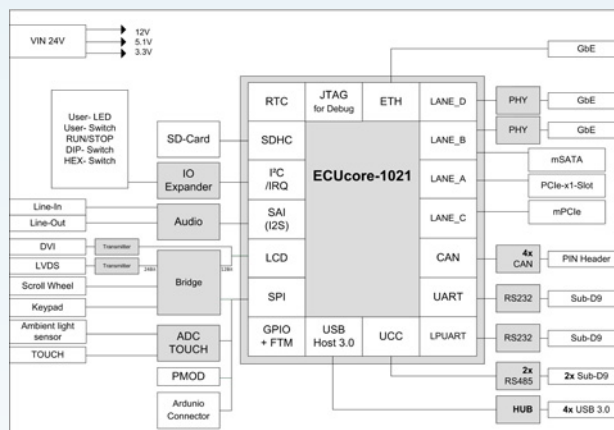 VIN 24V
12V
5.1V
3.3V
User- LED
User- Switch
RUN/STOP
DIP- Switch
HEX- Switch
SD-Card
IO
Expander
Line-In
Line-Out
Audio
DVI
LVDS
Transmitter
Transmitter
24Bit
12Bit
Scroll Wheel
Keypad
Bridge
Ambient light
sensor
TOUCH
ADC
TOUCH
PMOD
Ardunio
Connector
RTC
JTAG
for Debug
ETH
SDHC
I²C
/IRQ
SAI
(I2S)
LCD
SPI
GPIO
+ FTM
USB
Host 3.0
UCC
ECUcore-1021
LANE_D
LANE_B
LANE_A
LANE_C
CAN
UART
LPUART
GbE
PHY
GbE
PHY
GbE
mSATA
PCIe-x1-Slot
mPCIe
4x
CAN
PIN Header
RS232
Sub-D9
RS232
Sub-D9
2x
RS485
2x Sub-D9
HUB
4x USB 3.0